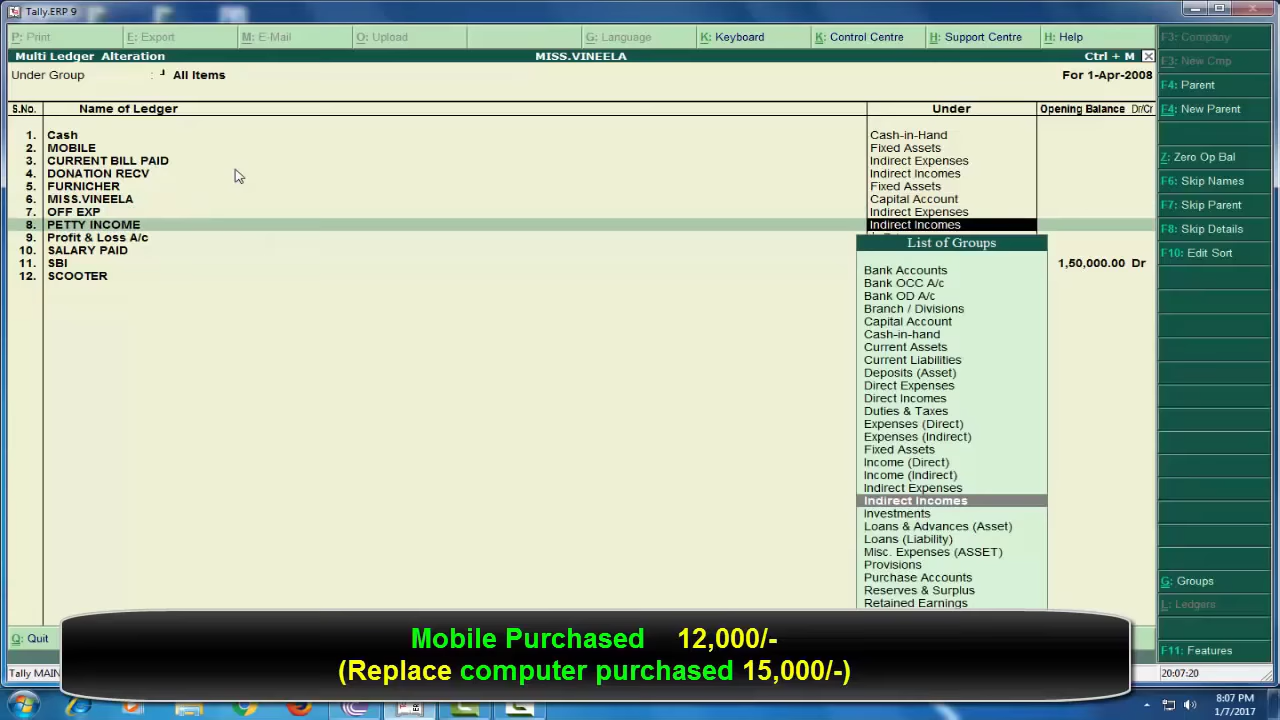 Tally.ERP 9
P: Print E: Export M: E-Mail O: Upload G: Language K: Keyboard K: Control Centre H: Support Centre H: Help
F3: Company
Multi Ledger Alteration MISS.VINEELA Ctrl + M
F3: New Cmp
Under Group : All Items For 1-Apr-2008
F4: Parent
S.No. Name of Ledger Under Opening Balance Dr/Cr
F4: New Parent
1. Cash Cash-in-Hand
2. MOBILE Fixed Assets
3. CURRENT BILL PAID Indirect Expenses
Z: Zero Op Bal
4. DONATION RECV Indirect Incomes
F6: Skip Names
5. FURNICHER Fixed Assets
6. MISS.VINEELA Capital Account
F7: Skip Parent
7. OFF EXP Indirect Expenses
8. PETTY INCOME Indirect Incomes
F8: Skip Details
9. Profit & Loss A/c
List of Groups
10. SALARY PAID
F10: Edit Sort
11. SBI 1,50,000.00 Dr
12. SCOOTER
Bank Accounts
Bank OCC A/c
Bank OD A/c
Branch / Divisions
Capital Account
Cash-in-hand
Current Assets
Current Liabilities
Deposits (Asset)
Direct Expenses
Direct Incomes
Duties & Taxes
Expenses (Direct)
Expenses (Indirect)
Fixed Assets
Income (Direct)
Income (Indirect)
Indirect Expenses
Indirect Incomes
Investments
Loans & Advances (Asset)
Loans (Liability)
Misc. Expenses (ASSET)
Provisions
Purchase Accounts
Reserves & Surplus
Retained Earnings
G: Groups
L: Ledgers
Q: Quit
Mobile Purchased 12,000/-
F11: Features
(Replace computer purchased 15,000/-)
Tally MAIN
20:07:20
8:07 PM
1/7/2017